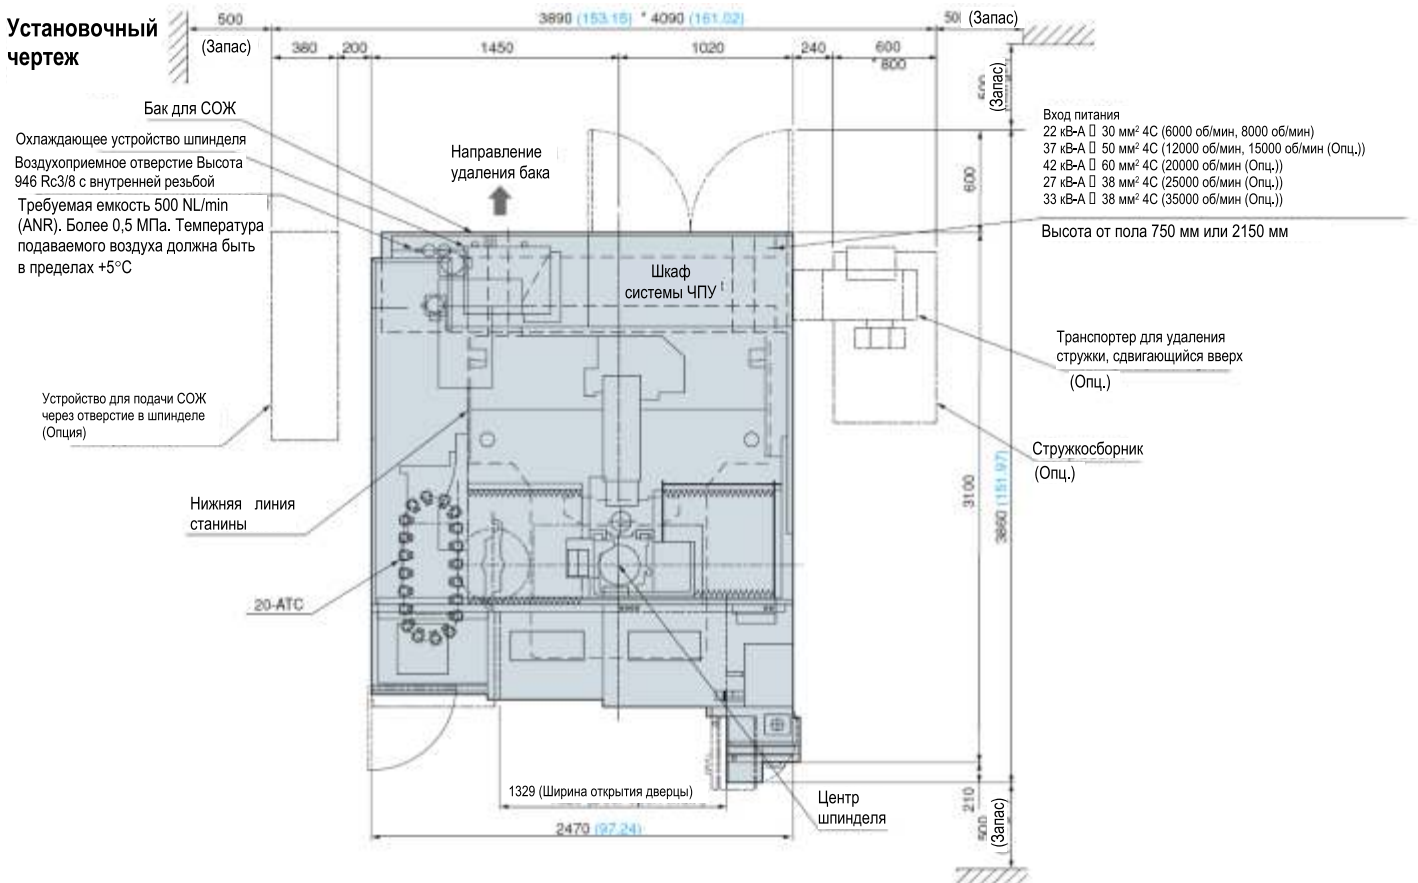 Установочный
чертеж
500
(Запас)
3890 (153.15) * 4090 (161.02)
(Запас)
380
200
1450
1020
240
600
* 800
500
(Запас)
Бак для СОЖ
Охлаждающее устройство шпинделя
Воздухоприемное отверстие Высота
946 Rc3/8 с внутренней резьбой
Требуемая емкость 500 NL/min
(ANR). Более 0,5 МПа. Температура
подаваемого воздуха должна быть
в пределах +5°C
Направление
удаления бака
Вход питания
22 кВ-А ▯ 30 мм² 4С (6000 об/мин, 8000 об/мин)
37 кВ-А ▯ 50 мм² 4С (12000 об/мин, 15000 об/мин (Опц.))
42 кВ-А ▯ 60 мм² 4С (20000 об/мин (Опц.))
27 кВ-А ▯ 38 мм² 4С (25000 об/мин (Опц.))
33 кВ-А ▯ 38 мм² 4С (35000 об/мин (Опц.))
Высота от пола 750 мм или 2150 мм
600
Шкаф
системы ЧПУ
Транспортер для удаления
стружки, сдвигающийся вверх
(Опц.)
Устройство для подачи СОЖ
через отверстие в шпинделе
(Опция)
Стружкосборник
(Опц.)
Нижняя линия
станины
3100
3860 (151.97)
20-ATC
1329 (Ширина открытия дверцы)
2470 (97.24)
Центр
шпинделя
210
500
(Запас)